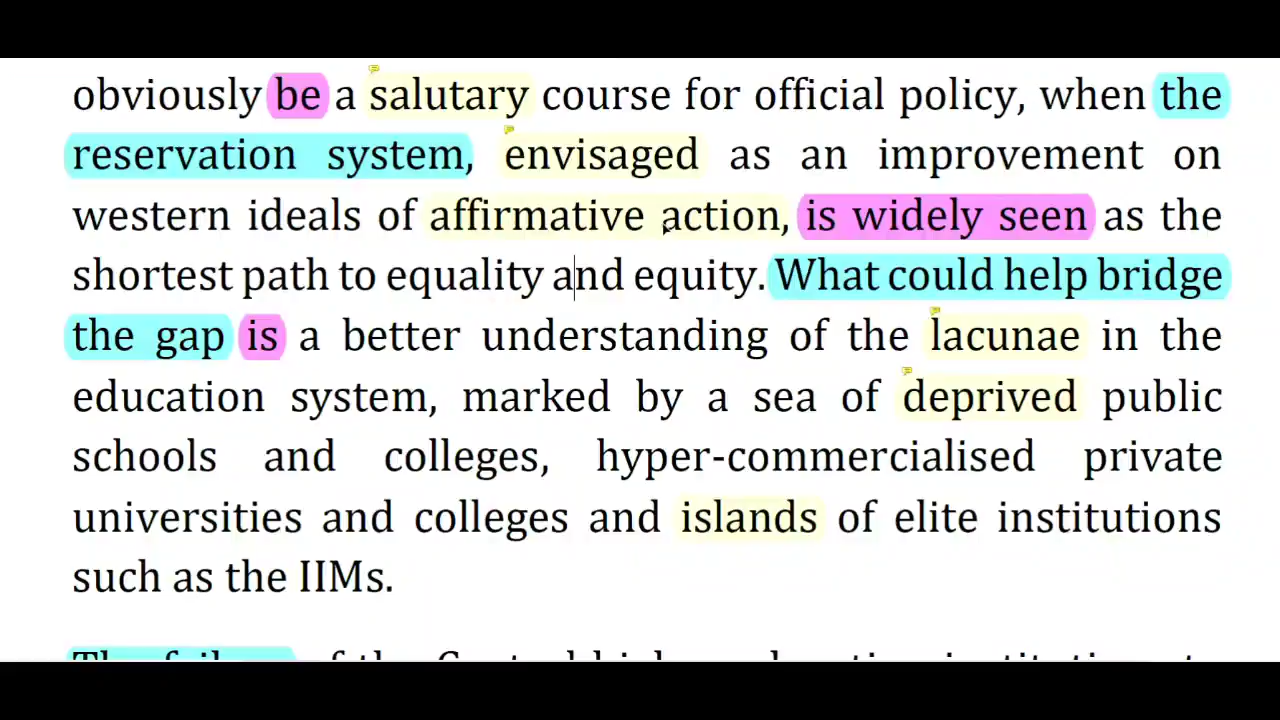 obviously be a salutary course for official policy, when the
reservation system, envisaged as an improvement on
western ideals of affirmative action, is widely seen as the
shortest path to equality and equity. What could help bridge
the gap is a better understanding of the lacunae in the
education system, marked by a sea of deprived public
schools and colleges, hyper-commercialised private
universities and colleges and islands of elite institutions
such as the IIMs.